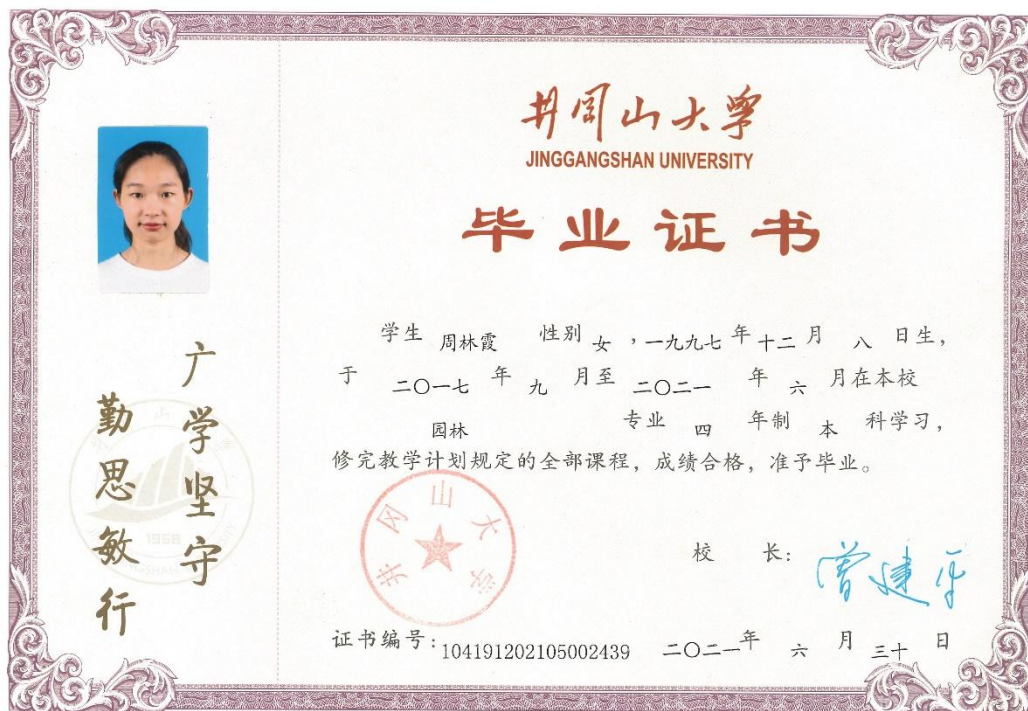 井冈山大学
JINGGANGSHAN UNIVERSITY
毕业证书
学生 周林霞 性别 女 ，一九九七 年 十二 月 八 日生，
于 二〇一七 年 九 月至 二〇二一 年 六 月在本校
园林 专业 四 年制 本 科学习，
修完教学计划规定的全部课程，成绩合格，准予毕业。
校 长： 曾建平
证书编号：104191202105002439 二〇二一年 六 月 三十 日
广学坚守
勤思敏行
井冈山大学
1958